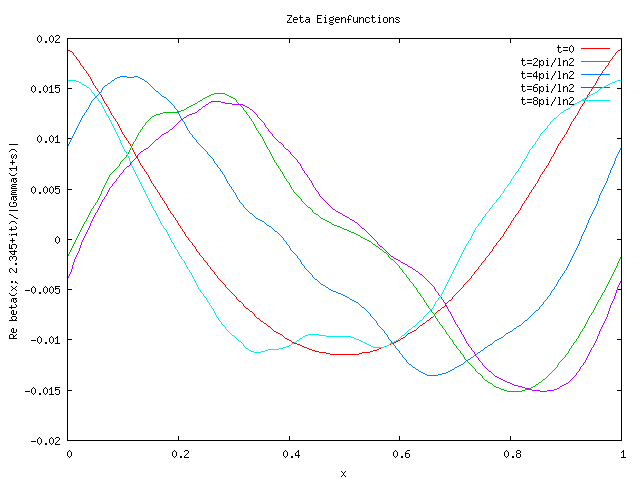 Zeta Eigenfunctions
t=0
t=2pi/ln2
t=4pi/ln2
t=6pi/ln2
t=8pi/ln2
0.02
0.015
0.01
0.005
0
-0.005
-0.01
-0.015
-0.02
Re beta(x; 2.345+it)/|Gamma(1+s)|
0 0.2 0.4 0.6 0.8 1
x